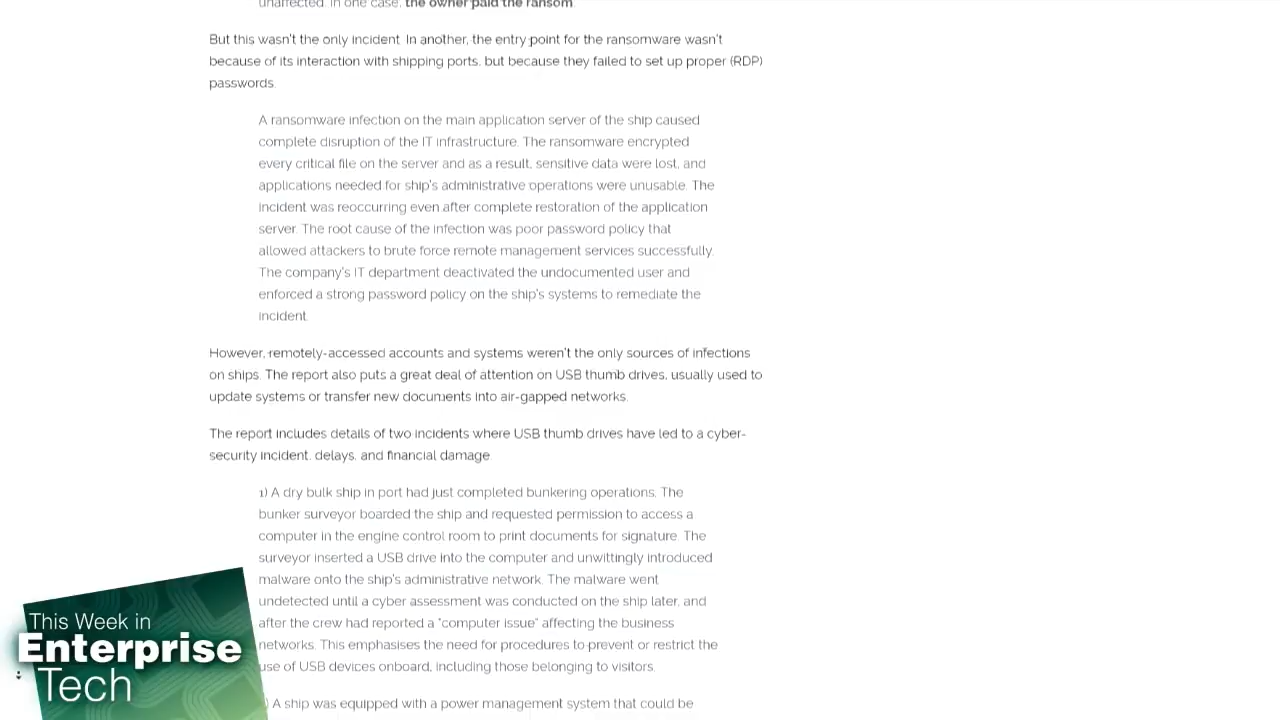 unaffected. In one case, the owner paid the ransom.
But this wasn't the only incident. In another, the entry point for the ransomware wasn't
because of its interaction with shipping ports, but because they failed to set up proper (RDP)
passwords.
A ransomware infection on the main application server of the ship caused
complete disruption of the IT infrastructure. The ransomware encrypted
every critical file on the server and as a result, sensitive data were lost, and
applications needed for ship's administrative operations were unusable. The
incident was reoccurring even after complete restoration of the application
server. The root cause of the infection was poor password policy that
allowed attackers to brute force remote management services successfully.
The company's IT department deactivated the undocumented user and
enforced a strong password policy on the ship's systems to remediate the
incident.
However, remotely-accessed accounts and systems weren't the only sources of infections
on ships. The report also puts a great deal of attention on USB thumb drives, usually used to
update systems or transfer new documents into air-gapped networks.
The report includes details of two incidents where USB thumb drives have led to a cyber-
security incident, delays, and financial damage.
1) A dry bulk ship in port had just completed bunkering operations. The
bunker surveyor boarded the ship and requested permission to access a
computer in the engine control room to print documents for signature. The
surveyor inserted a USB drive into the computer and unwittingly introduced
malware onto the ship's administrative network. The malware went
undetected until a cyber assessment was conducted on the ship later, and
after the crew had reported a "computer issue" affecting the business
networks. This emphasises the need for procedures to prevent or restrict the
use of USB devices onboard, including those belonging to visitors.
) A ship was equipped with a power management system that could be
This Week in
Enterprise
Tech